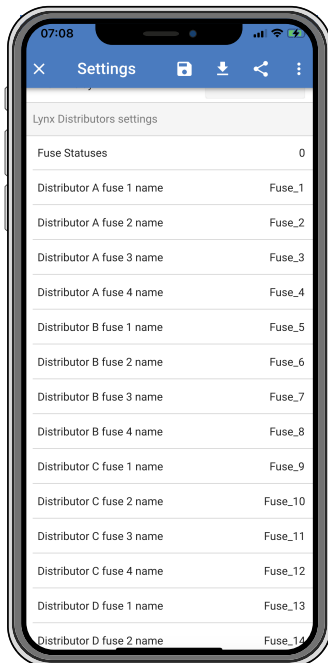 07:08
Settings
Lynx Distributors settings
Fuse Statuses 0
Distributor A fuse 1 name Fuse_1
Distributor A fuse 2 name Fuse_2
Distributor A fuse 3 name Fuse_3
Distributor A fuse 4 name Fuse_4
Distributor B fuse 1 name Fuse_5
Distributor B fuse 2 name Fuse_6
Distributor B fuse 3 name Fuse_7
Distributor B fuse 4 name Fuse_8
Distributor C fuse 1 name Fuse_9
Distributor C fuse 2 name Fuse_10
Distributor C fuse 3 name Fuse_11
Distributor C fuse 4 name Fuse_12
Distributor D fuse 1 name Fuse_13
Distributor D fuse 2 name Fuse_14